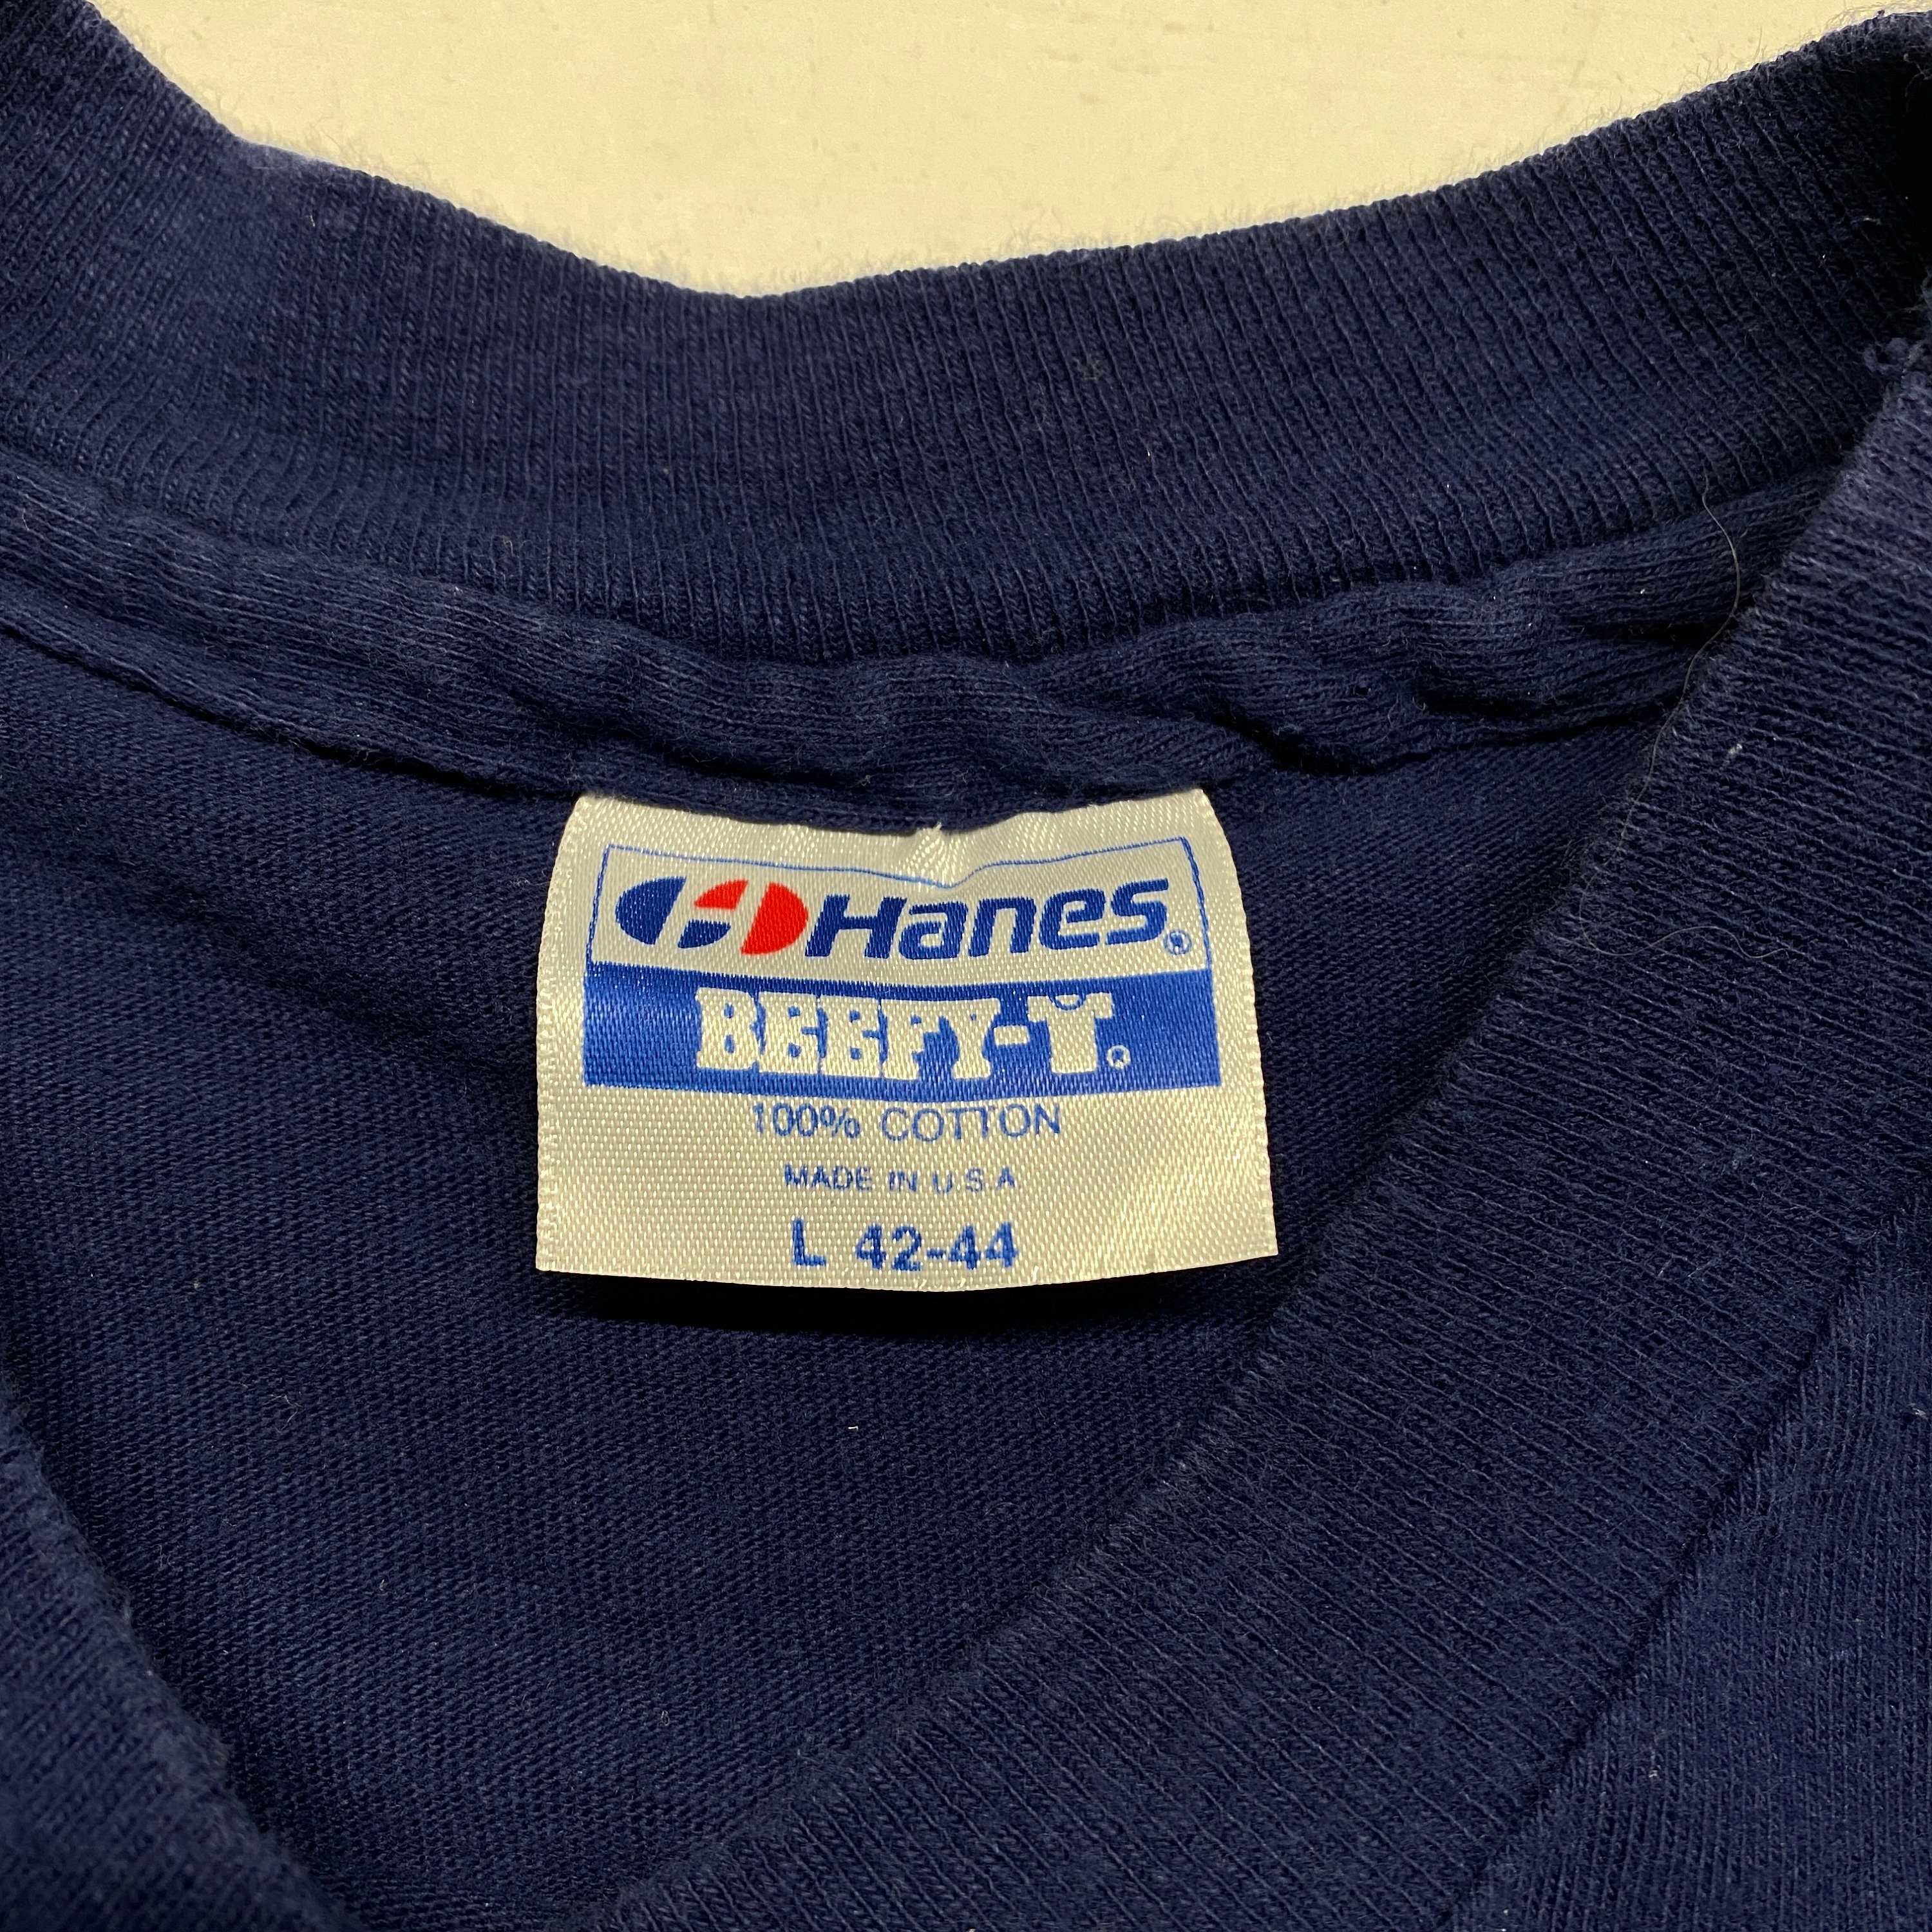 Hanes®
BEEFY-T®
100% COTTON
MADE IN U.S.A
L 42-44